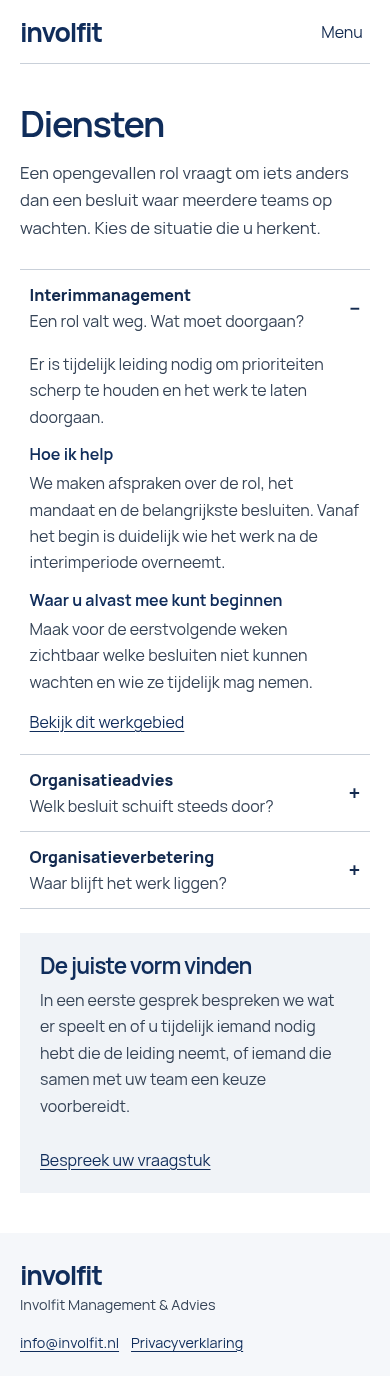 involfit
Menu
Diensten
Een opengevallen rol vraagt om iets anders
dan een besluit waar meerdere teams op
wachten. Kies de situatie die u herkent.
Interimmanagement
Een rol valt weg. Wat moet doorgaan?
−
Er is tijdelijk leiding nodig om prioriteiten
scherp te houden en het werk te laten
doorgaan.
Hoe ik help
We maken afspraken over de rol, het
mandaat en de belangrijkste besluiten. Vanaf
het begin is duidelijk wie het werk na de
interimperiode overneemt.
Waar u alvast mee kunt beginnen
Maak voor de eerstvolgende weken
zichtbaar welke besluiten niet kunnen
wachten en wie ze tijdelijk mag nemen.
Bekijk dit werkgebied
Organisatieadvies
Welk besluit schuift steeds door?
+
Organisatieverbetering
Waar blijft het werk liggen?
+
De juiste vorm vinden
In een eerste gesprek bespreken we wat
er speelt en of u tijdelijk iemand nodig
hebt die de leiding neemt, of iemand die
samen met uw team een keuze
voorbereidt.
Bespreek uw vraagstuk
involfit
Involfit Management & Advies
info@involfit.nl Privacyverklaring